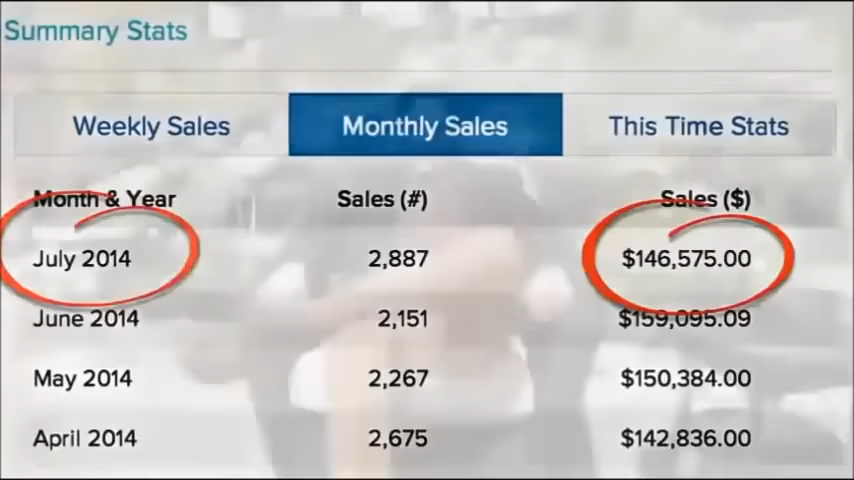 Summary Stats
Weekly Sales Monthly Sales This Time Stats
Month & Year Sales (#) Sales ($)
July 2014 2,887 $146,575.00
June 2014 2,151 $159,095.09
May 2014 2,267 $150,384.00
April 2014 2,675 $142,836.00